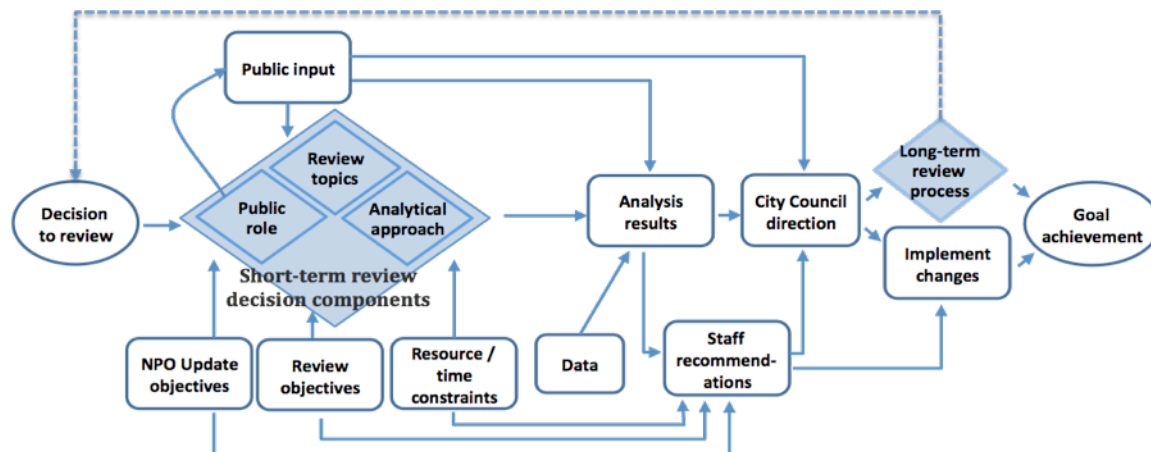 Public input
Review
topics
Long-term
review
process
Decision
to review
Public
role
Analytical
approach
Analysis
results
City Council
direction
Goal
achievement
Short-term review
decision components
Implement
changes
NPO Update
objectives
Review
objectives
Resource /
time
constraints
Data
Staff
recommend-
ations